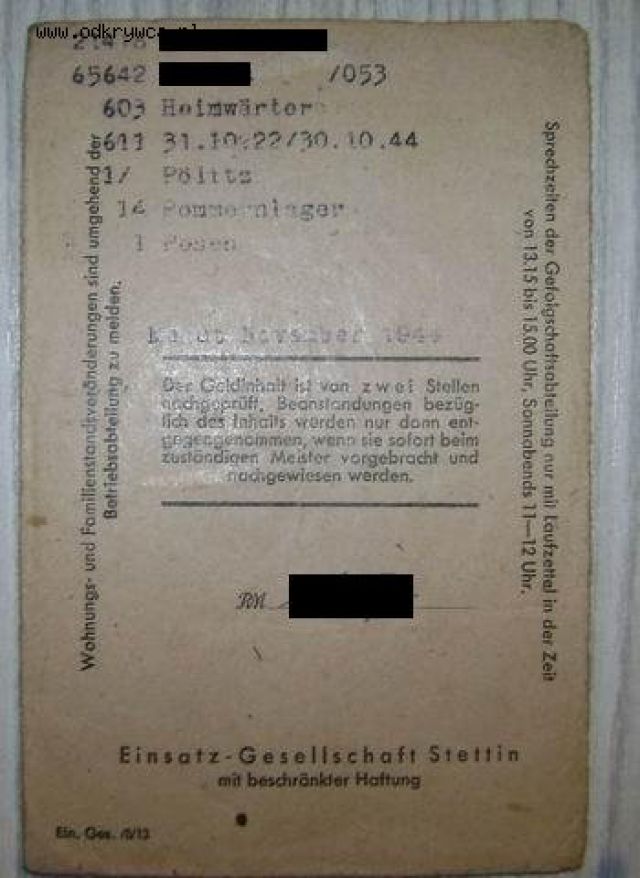 www.odkrywca.pl
65642 /053
603 Heimwärter
611 31.10.22/30.10.44
1/ Pölitz
14 Pommernlager
1 Posen
November 1944
Der Geldinhalt ist von zwei Stellen
nachgeprüft. Beanstandungen bezüg-
lich des Inhalts werden nur dann ent-
gegengenommen, wenn sie sofort beim
zuständigen Meister vorgebracht und
nachgewiesen werden.
RM
Einsatz-Gesellschaft Stettin
mit beschränkter Haftung
Ein. Ges. /0/13
Wohnungs- und Familienstandsveränderungen sind umgehend der
Betriebsabteilung zu melden.
Sprechzeiten der Gefolgschaftsabteilung nur mit Laufzettel in der Zeit
von 13.15 bis 15.00 Uhr, Sonnabends 11—12 Uhr.